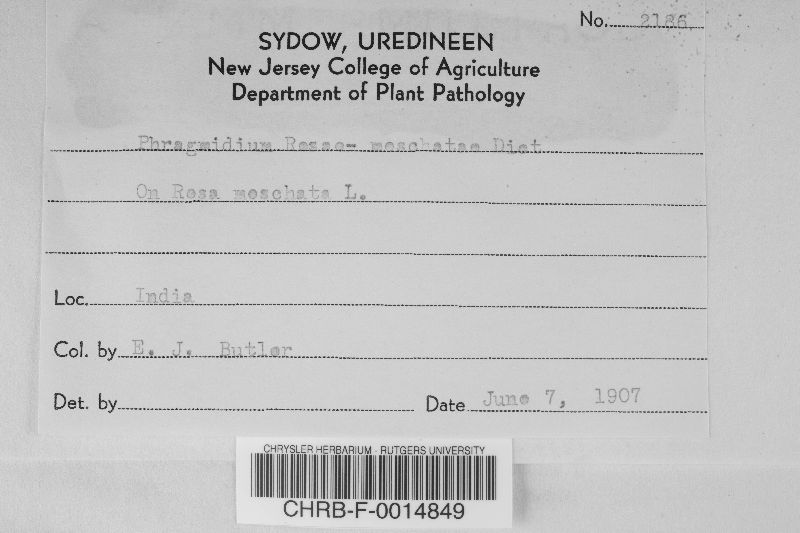 No. 2186
SYDOW, UREDINEEN
New Jersey College of Agriculture
Department of Plant Pathology
Phragmidium Rosae- moschatae Diet
On Rosa moschata L.
Loc. India
Col. by E. J. Butler
Det. by
Date June 7, 1907
CHRYSLER HERBARIUM - RUTGERS UNIVERSITY
CHRB-F-0014849